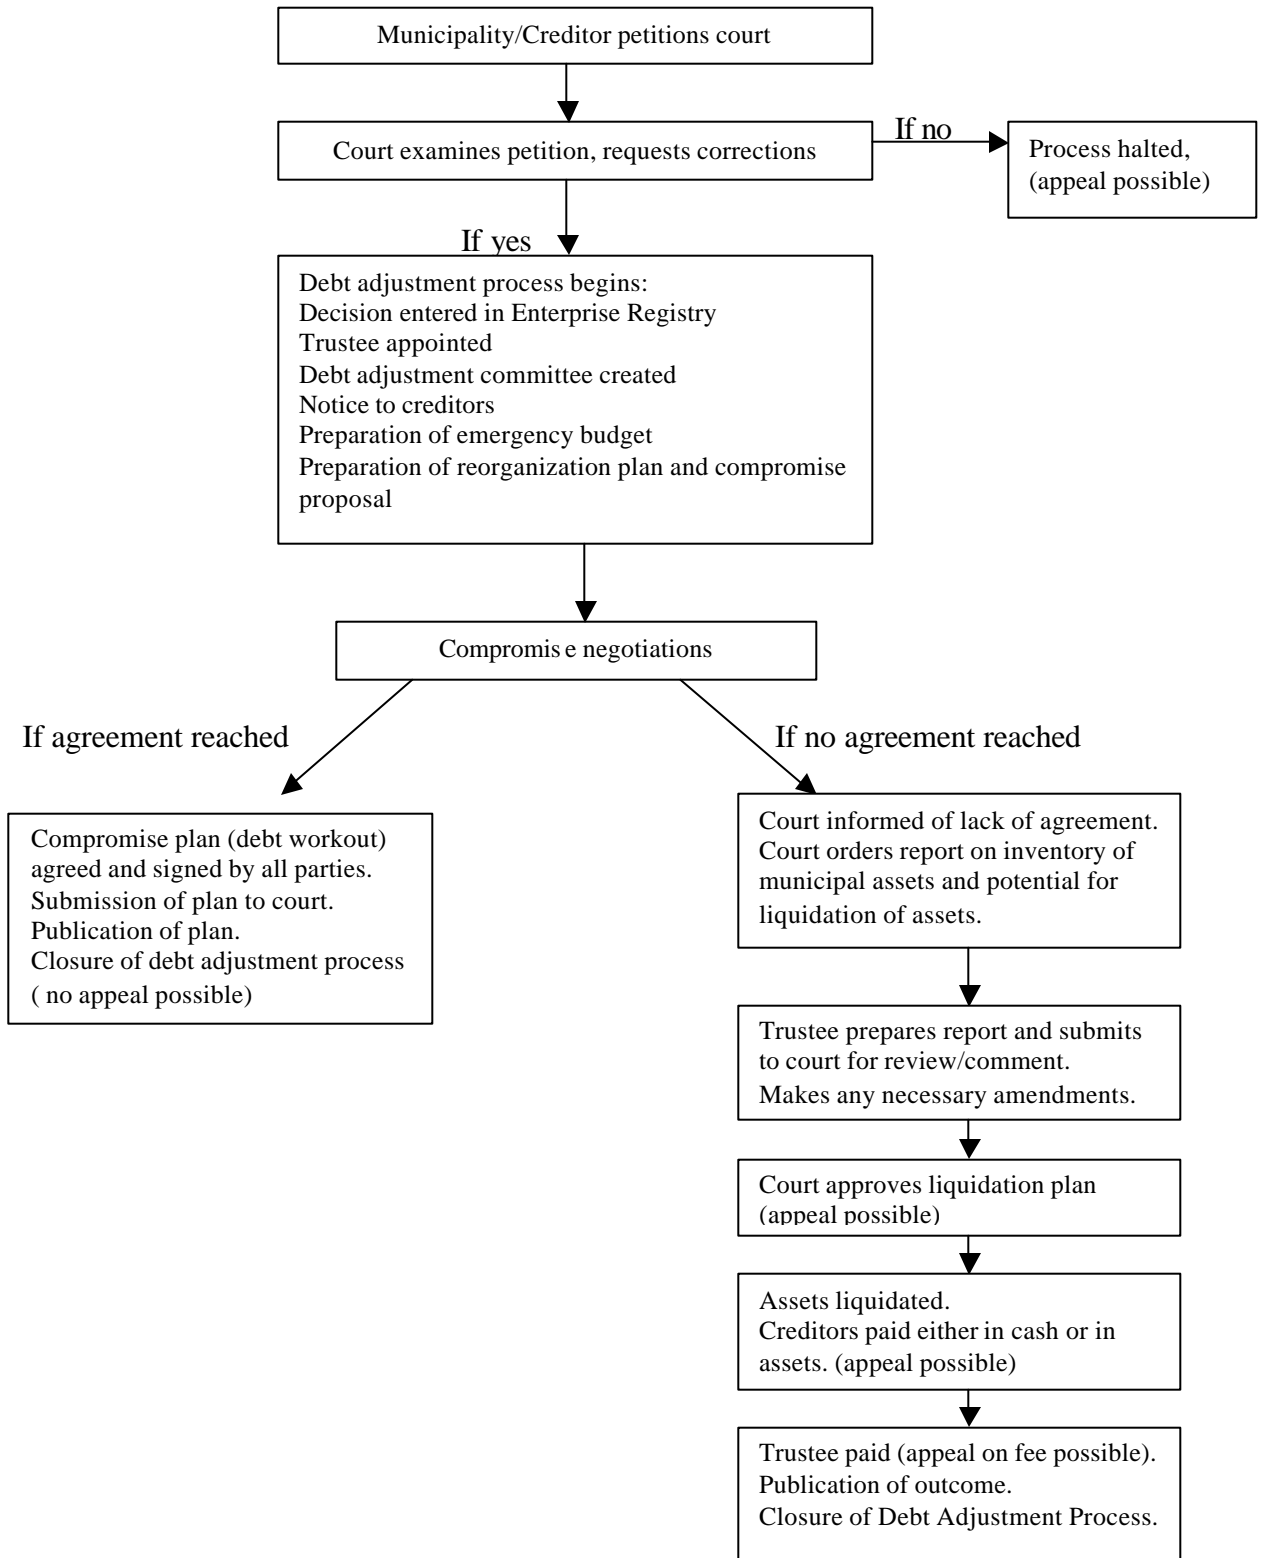 Municipality/Creditor petitions court
Court examines petition, requests corrections
If no
Process halted,
(appeal possible)
If yes
Debt adjustment process begins:
Decision entered in Enterprise Registry
Trustee appointed
Debt adjustment committee created
Notice to creditors
Preparation of emergency budget
Preparation of reorganization plan and compromise
proposal
Compromis e negotiations
If agreement reached
If no agreement reached
Compromise plan (debt workout)
agreed and signed by all parties.
Submission of plan to court.
Publication of plan.
Closure of debt adjustment process
( no appeal possible)
Court informed of lack of agreement.
Court orders report on inventory of
municipal assets and potential for
liquidation of assets.
Trustee prepares report and submits
to court for review/comment.
Makes any necessary amendments.
Court approves liquidation plan
(appeal possible)
Assets liquidated.
Creditors paid either in cash or in
assets. (appeal possible)
Trustee paid (appeal on fee possible).
Publication of outcome.
Closure of Debt Adjustment Process.